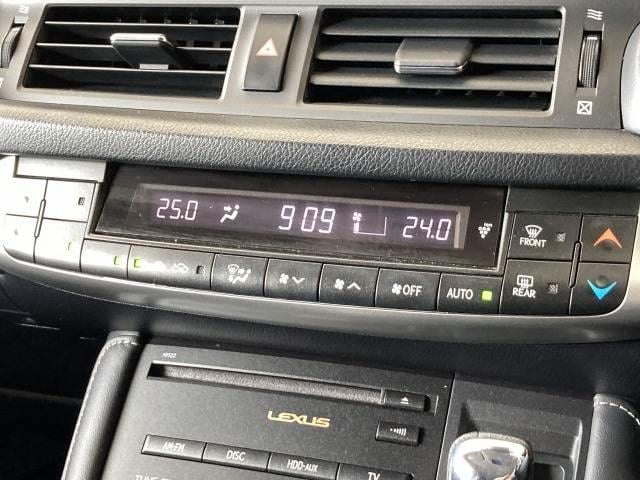 25.0 909 24.0
FRONT
OFF AUTO REAR
LEXUS
AM·FM DISC HDD·AUX TV